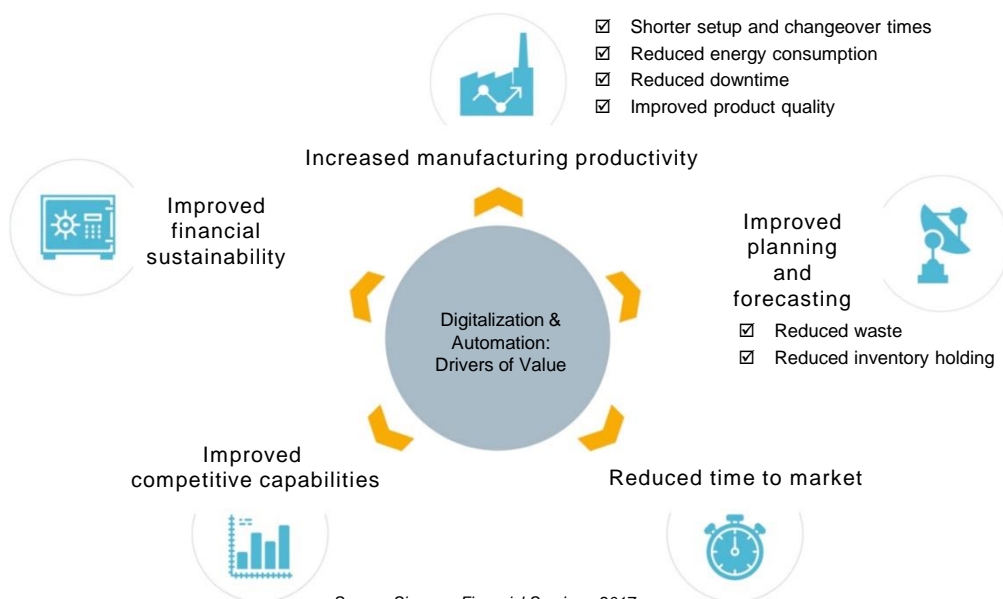 ☑ Shorter setup and changeover times
☑ Reduced energy consumption
☑ Reduced downtime
☑ Improved product quality
Increased manufacturing productivity
Improved
financial
sustainability
Improved
planning
and
forecasting
☑ Reduced waste
☑ Reduced inventory holding
Digitalization &
Automation:
Drivers of Value
Improved
competitive capabilities
Reduced time to market